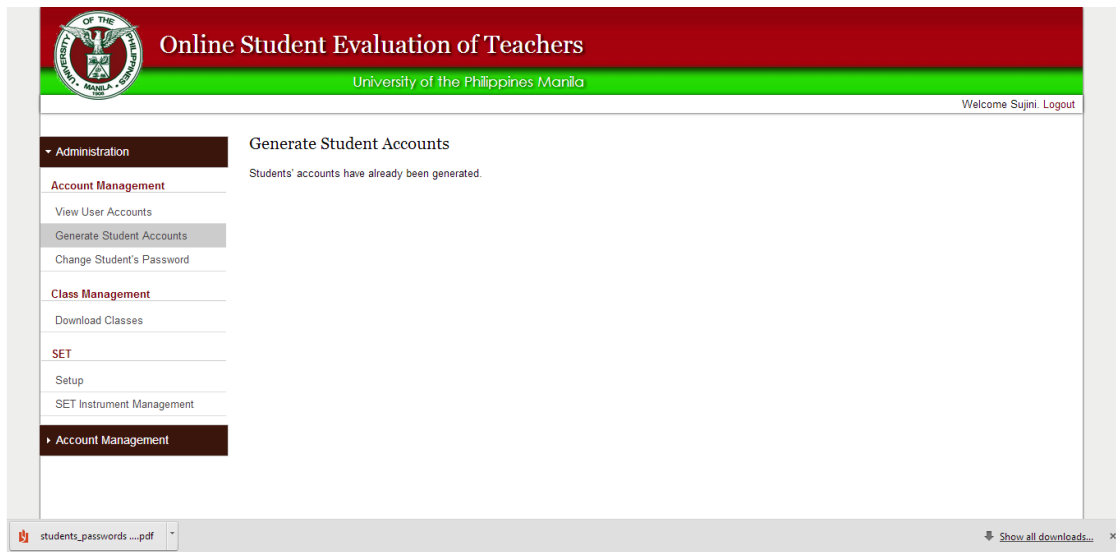 UNIVERSITY OF THE PHILIPPINES
MANILA
1908
Online Student Evaluation of Teachers
University of the Philippines Manila
Welcome Sujini. Logout
Administration
Account Management
View User Accounts
Generate Student Accounts
Change Student's Password
Class Management
Download Classes
SET
Setup
SET Instrument Management
Account Management
Generate Student Accounts
Students' accounts have already been generated.
students_passwords ....pdf
Show all downloads...